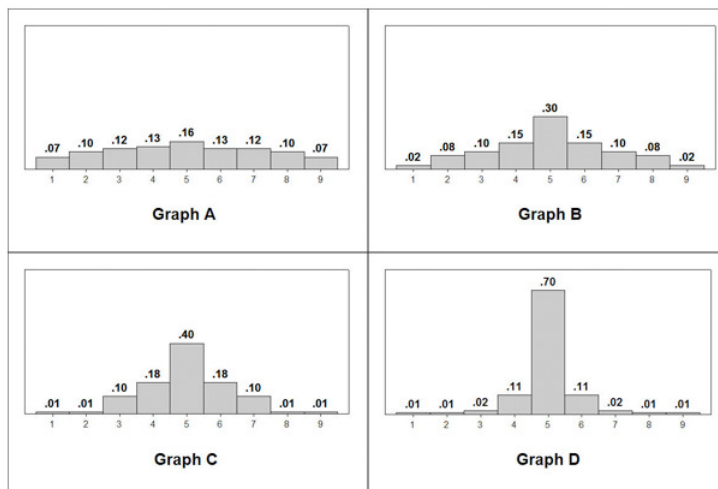 .07 .10 .12 .13 .16 .13 .12 .10 .07
1 2 3 4 5 6 7 8 9
Graph A
.02 .08 .10 .15 .30 .15 .10 .08 .02
1 2 3 4 5 6 7 8 9
Graph B
.01 .01 .10 .18 .40 .18 .10 .01 .01
1 2 3 4 5 6 7 8 9
Graph C
.01 .01 .02 .11 .70 .11 .02 .01 .01
1 2 3 4 5 6 7 8 9
Graph D